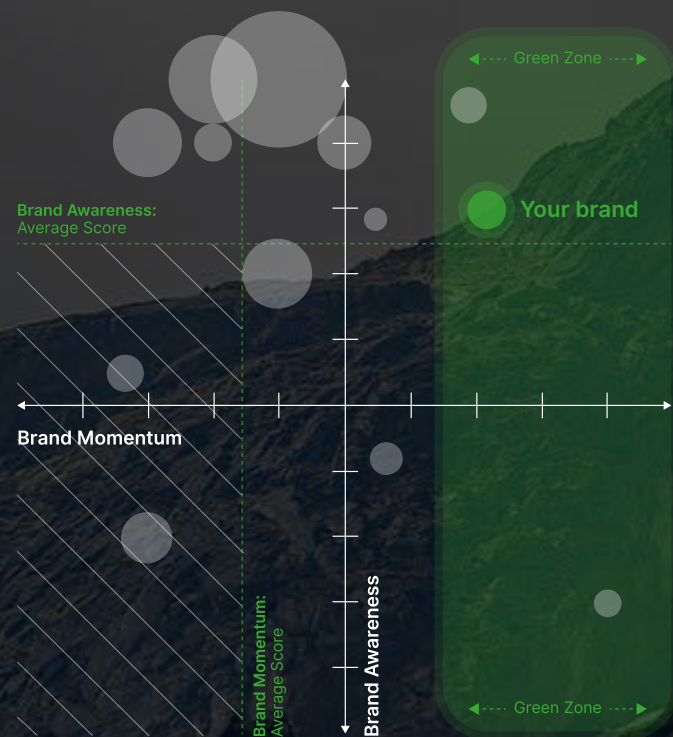 Green Zone
Your brand
Brand Awareness:
Average Score
Brand Momentum
Brand Momentum:
Average Score
Brand Awareness
Green Zone